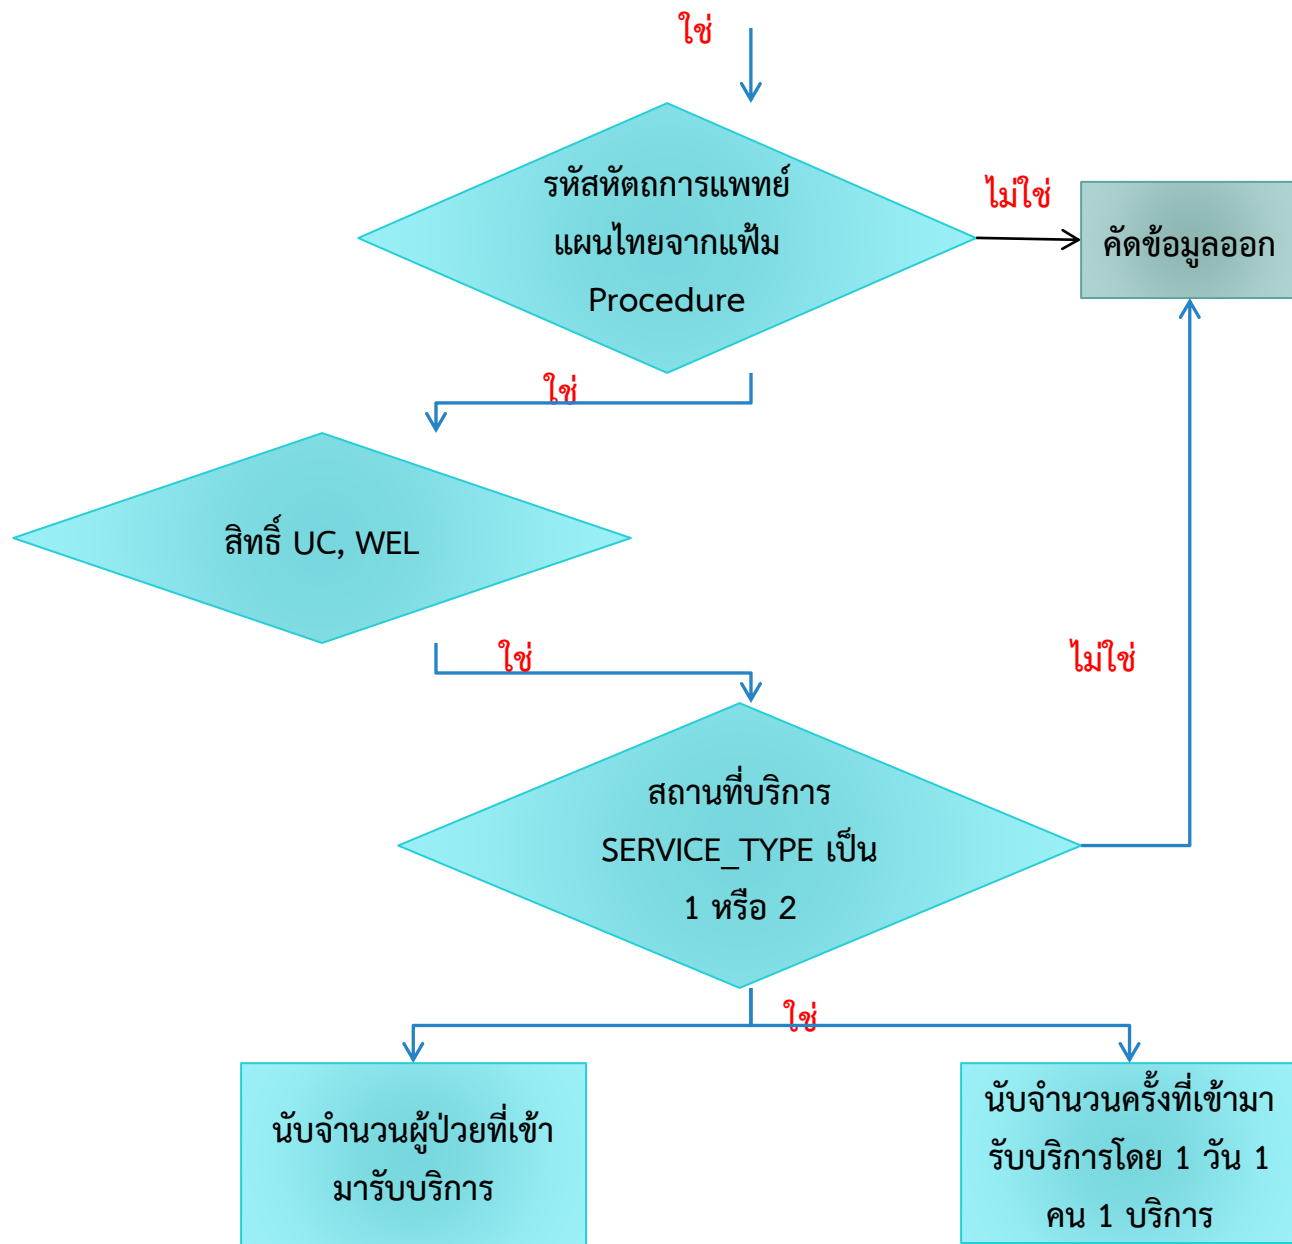 ใช่
รหัสหัตถการแพทย์
แผนไทยจากแฟ้ม
Procedure
ไม่ใช่
คัดข้อมูลออก
ใช่
สิทธิ์ UC, WEL
ใช่
ไม่ใช่
สถานที่บริการ
SERVICE_TYPE เป็น
1 หรือ 2
ใช่
นับจำนวนผู้ป่วยที่เข้า
มารับบริการ
นับจำนวนครั้งที่เข้ามา
รับบริการโดย 1 วัน 1
คน 1 บริการ